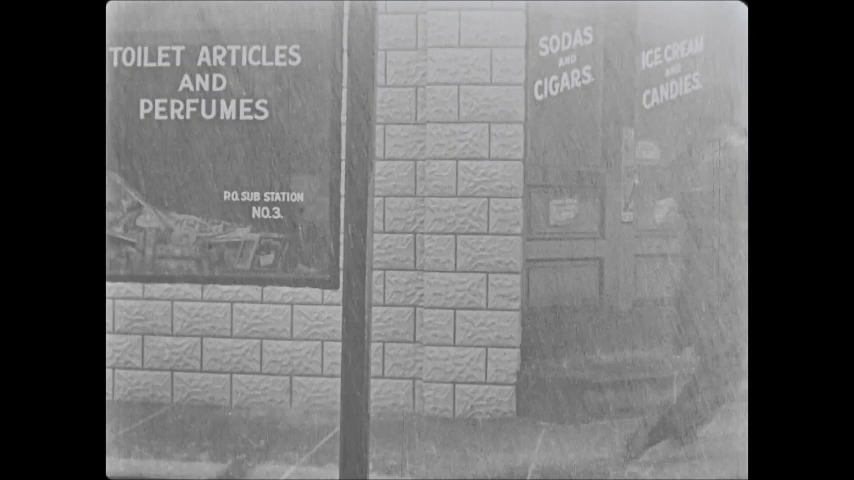 TOILET ARTICLES
AND
PERFUMES
P.O. SUB STATION
NO.3.
SODAS
AND
CIGARS.
ICE CREAM
AND
CANDIES.